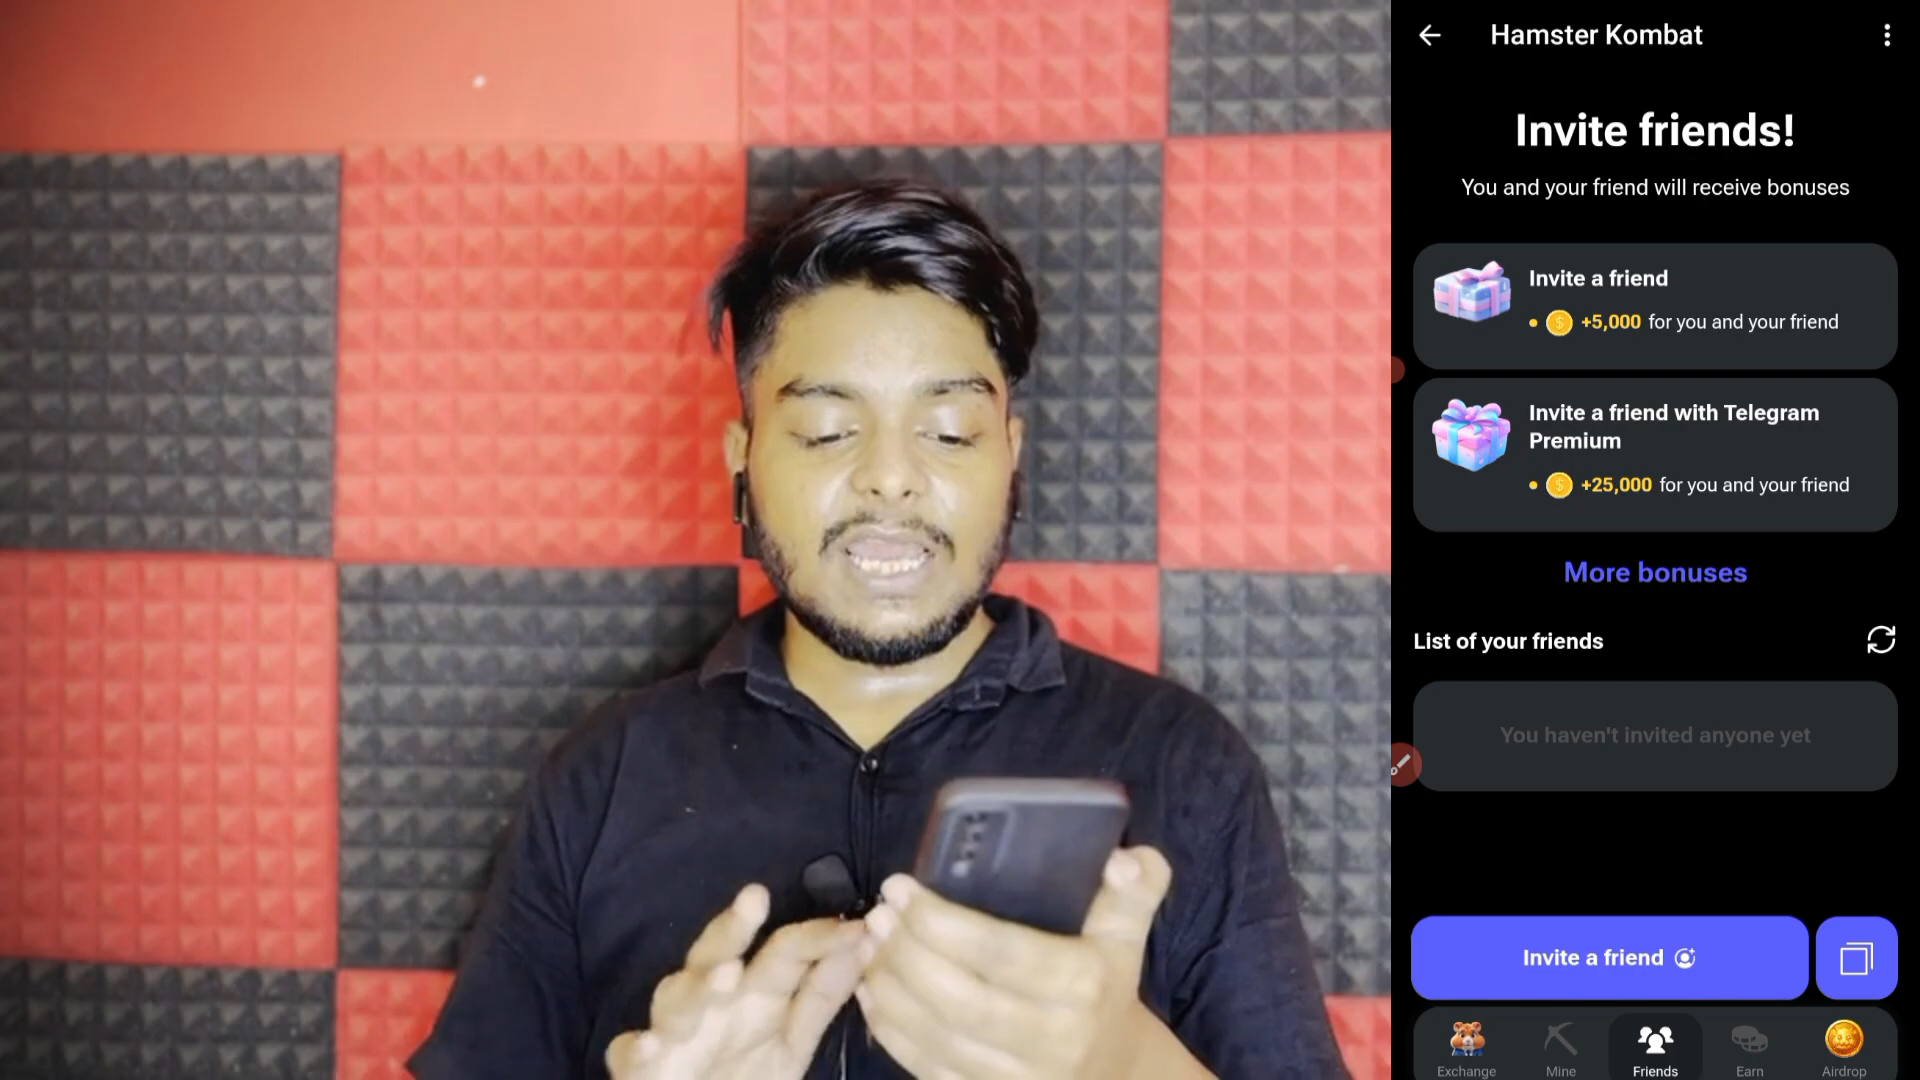 Hamster Kombat
Invite friends!
You and your friend will receive bonuses
Invite a friend
+5,000 for you and your friend
Invite a friend with Telegram
Premium
+25,000 for you and your friend
More bonuses
List of your friends
You haven't invited anyone yet
Invite a friend
Exchange
Mine
Friends
Earn
Airdrop